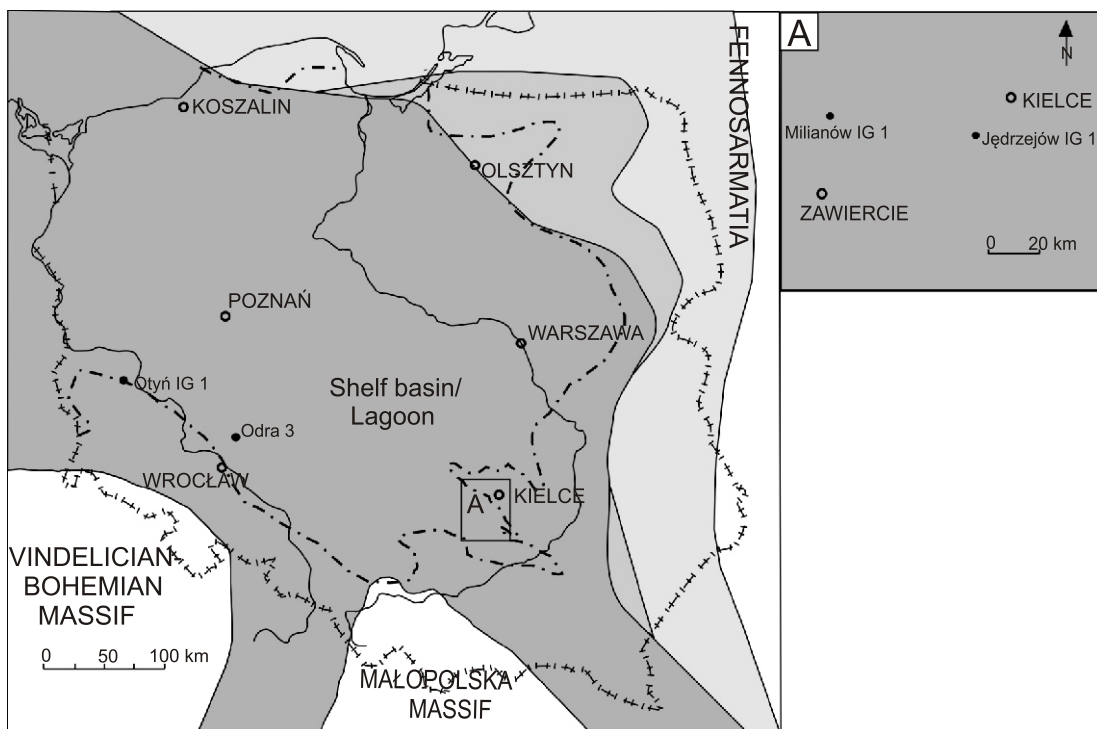 KOSZALIN
OLSZTYN
FENNOSARMATIA
POZNAŃ
WARSZAWA
Otyń IG 1
Shelf basin/
Lagoon
Odra 3
WROCŁAW
KIELCE
A
VINDELICIAN
BOHEMIAN
MASSIF
0 50 100 km
MAŁOPOLSKA
MASSIF
A
N
KIELCE
Milianów IG 1
Jędrzejów IG 1
ZAWIERCIE
0 20 km